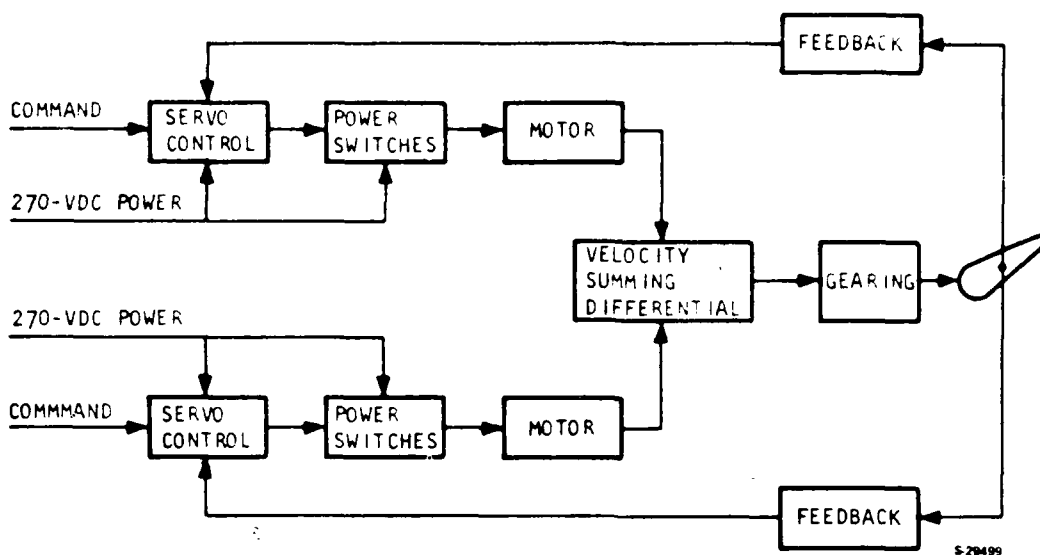 FEEDBACK
COMMAND
SERVO
CONTROL
POWER
SWITCHES
MOTOR
270-VDC POWER
VELOCITY
SUMMING
DIFFERENTIAL
GEARING
270-VDC POWER
COMMMAND
SERVO
CONTROL
POWER
SWITCHES
MOTOR
FEEDBACK
S-29499